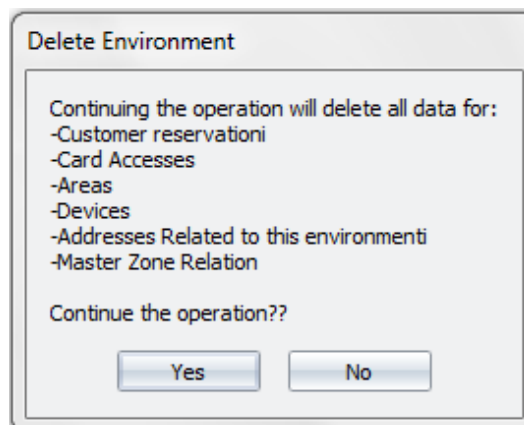 Delete Environment
Continuing the operation will delete all data for:
-Customer reservationi
-Card Accesses
-Areas
-Devices
-Addresses Related to this environmenti
-Master Zone Relation
Continue the operation??
Yes No